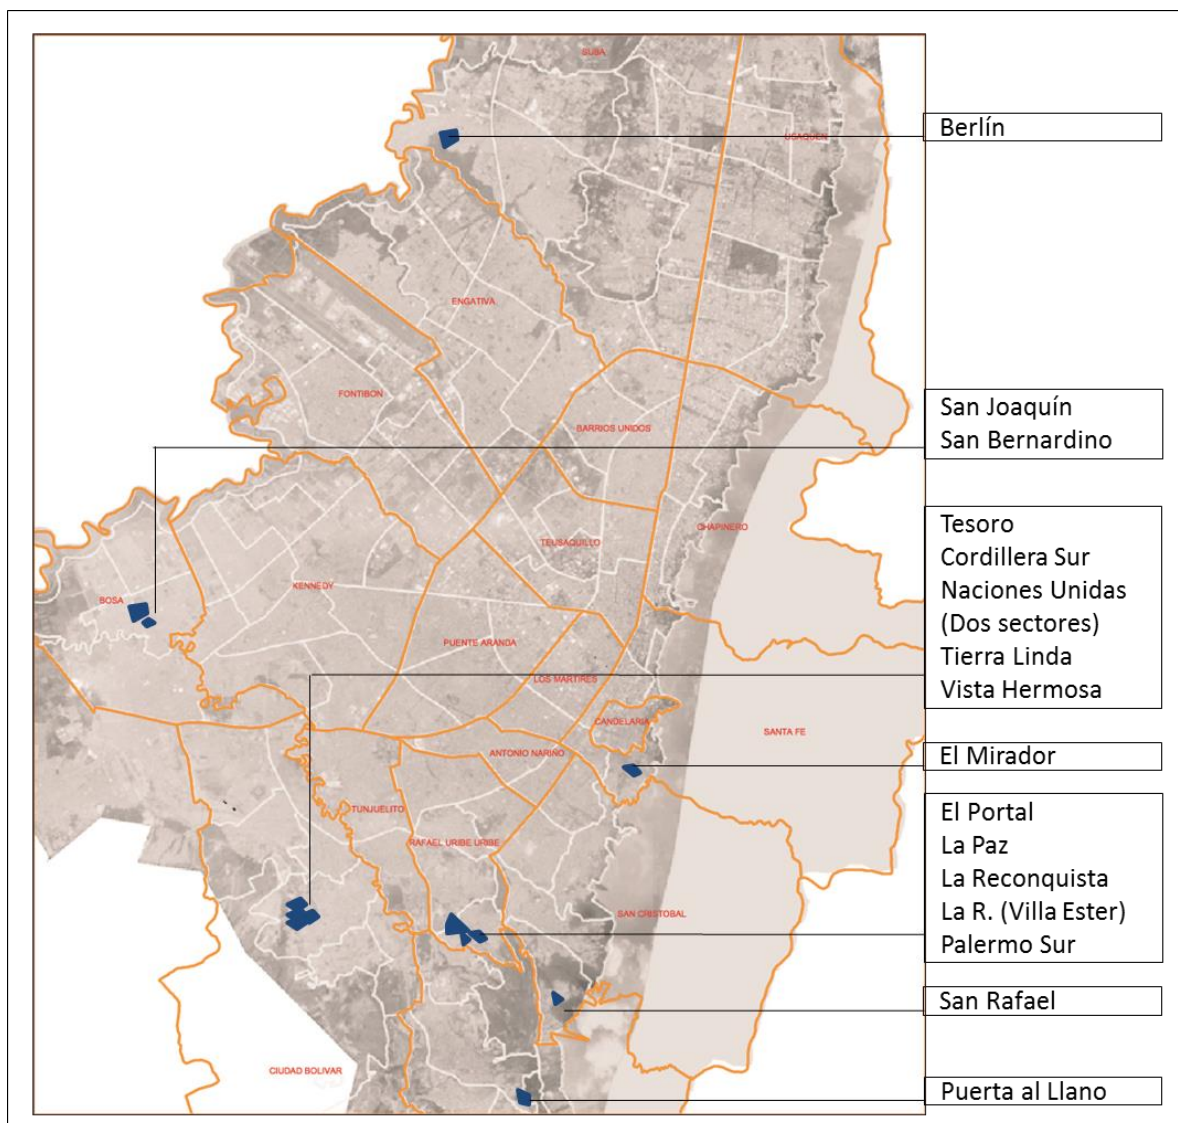 SUBA
USAQUEN
Berlín
ENGATIVA
FONTIBON
BARRIOS UNIDOS
San Joaquín
San Bernardino
CHAPINERO
TEUSAQUILLO
KENNEDY
BOSA
PUENTE ARANDA
LOS MARTIRES
Tesoro
Cordillera Sur
Naciones Unidas
(Dos sectores)
Tierra Linda
Vista Hermosa
CANDELARIA
SANTA FE
ANTONIO NARIÑO
El Mirador
TUNJUELITO
RAFAEL URIBE URIBE
El Portal
La Paz
La Reconquista
La R. (Villa Ester)
Palermo Sur
SAN CRISTOBAL
San Rafael
CIUDAD BOLIVAR
Puerta al Llano